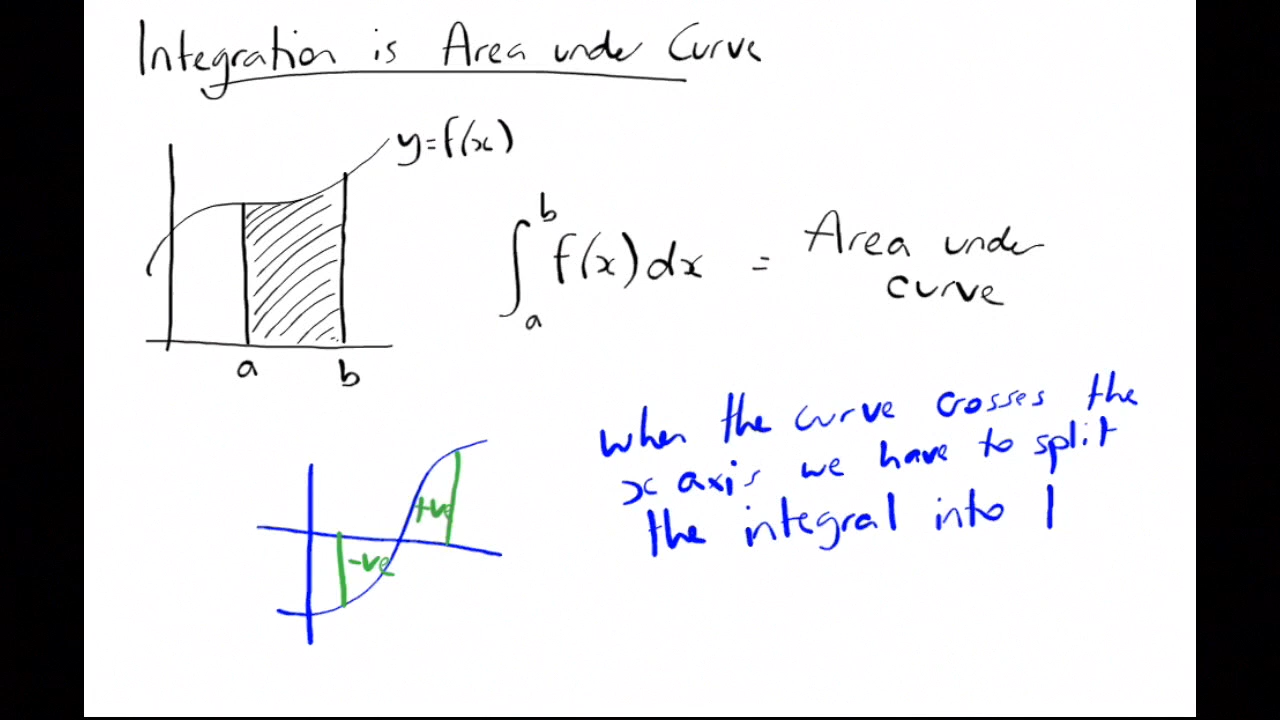 Integration is Area under Curve
y=f(x)
∫_a^b f(x)dx = Area under
curve
a b
when the curve crosses the
x axis we have to split
the integral into
+ve
-ve